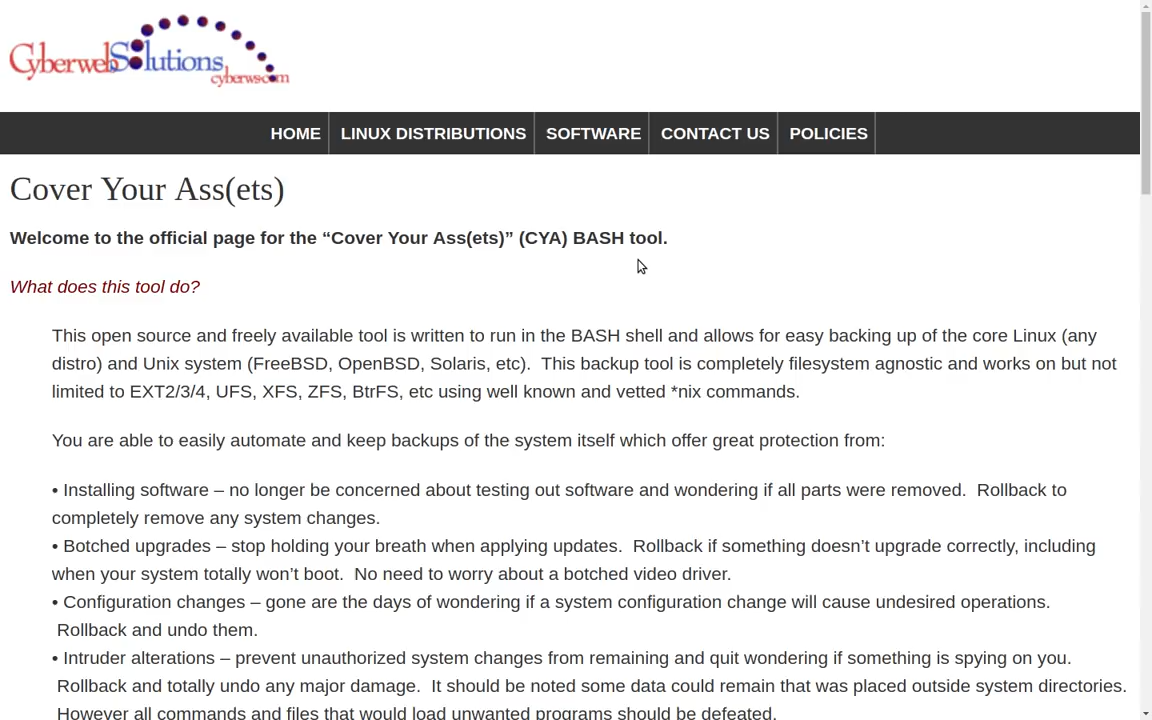 CyberwebSolutions
cyberws.com
HOME LINUX DISTRIBUTIONS SOFTWARE CONTACT US POLICIES
Cover Your Ass(ets)
Welcome to the official page for the “Cover Your Ass(ets)” (CYA) BASH tool.
What does this tool do?
This open source and freely available tool is written to run in the BASH shell and allows for easy backing up of the core Linux (any
distro) and Unix system (FreeBSD, OpenBSD, Solaris, etc).  This backup tool is completely filesystem agnostic and works on but not
limited to EXT2/3/4, UFS, XFS, ZFS, BtrFS, etc using well known and vetted *nix commands.
You are able to easily automate and keep backups of the system itself which offer great protection from:
• Installing software – no longer be concerned about testing out software and wondering if all parts were removed.  Rollback to
completely remove any system changes.
• Botched upgrades – stop holding your breath when applying updates.  Rollback if something doesn’t upgrade correctly, including
when your system totally won’t boot.  No need to worry about a botched video driver.
• Configuration changes – gone are the days of wondering if a system configuration change will cause undesired operations.
Rollback and undo them.
• Intruder alterations – prevent unauthorized system changes from remaining and quit wondering if something is spying on you.
Rollback and totally undo any major damage.  It should be noted some data could remain that was placed outside system directories.
However all commands and files that would load unwanted programs should be defeated.